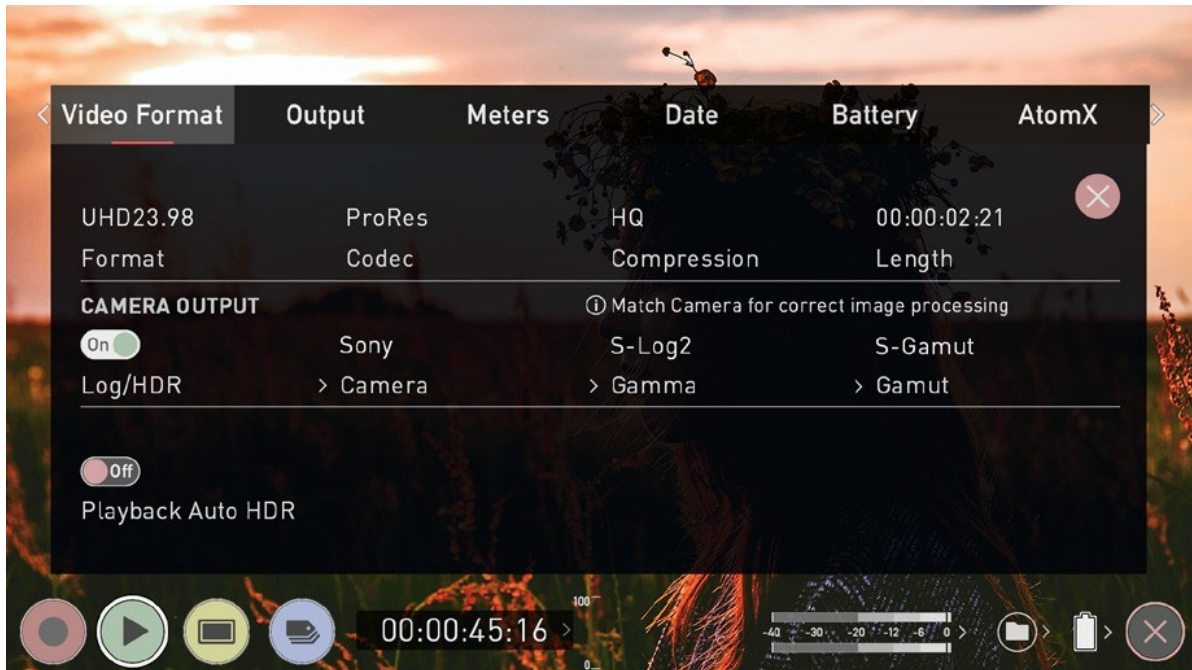 Video Format Output Meters Date Battery AtomX
UHD23.98 ProRes HQ 00:00:02:21
Format Codec Compression Length
CAMERA OUTPUT ⓘ Match Camera for correct image processing
On Sony S-Log2 S-Gamut
Log/HDR > Camera > Gamma > Gamut
Off
Playback Auto HDR
100
00:00:45:16 >
-40 -30 -20 -12 -6 0 >
0